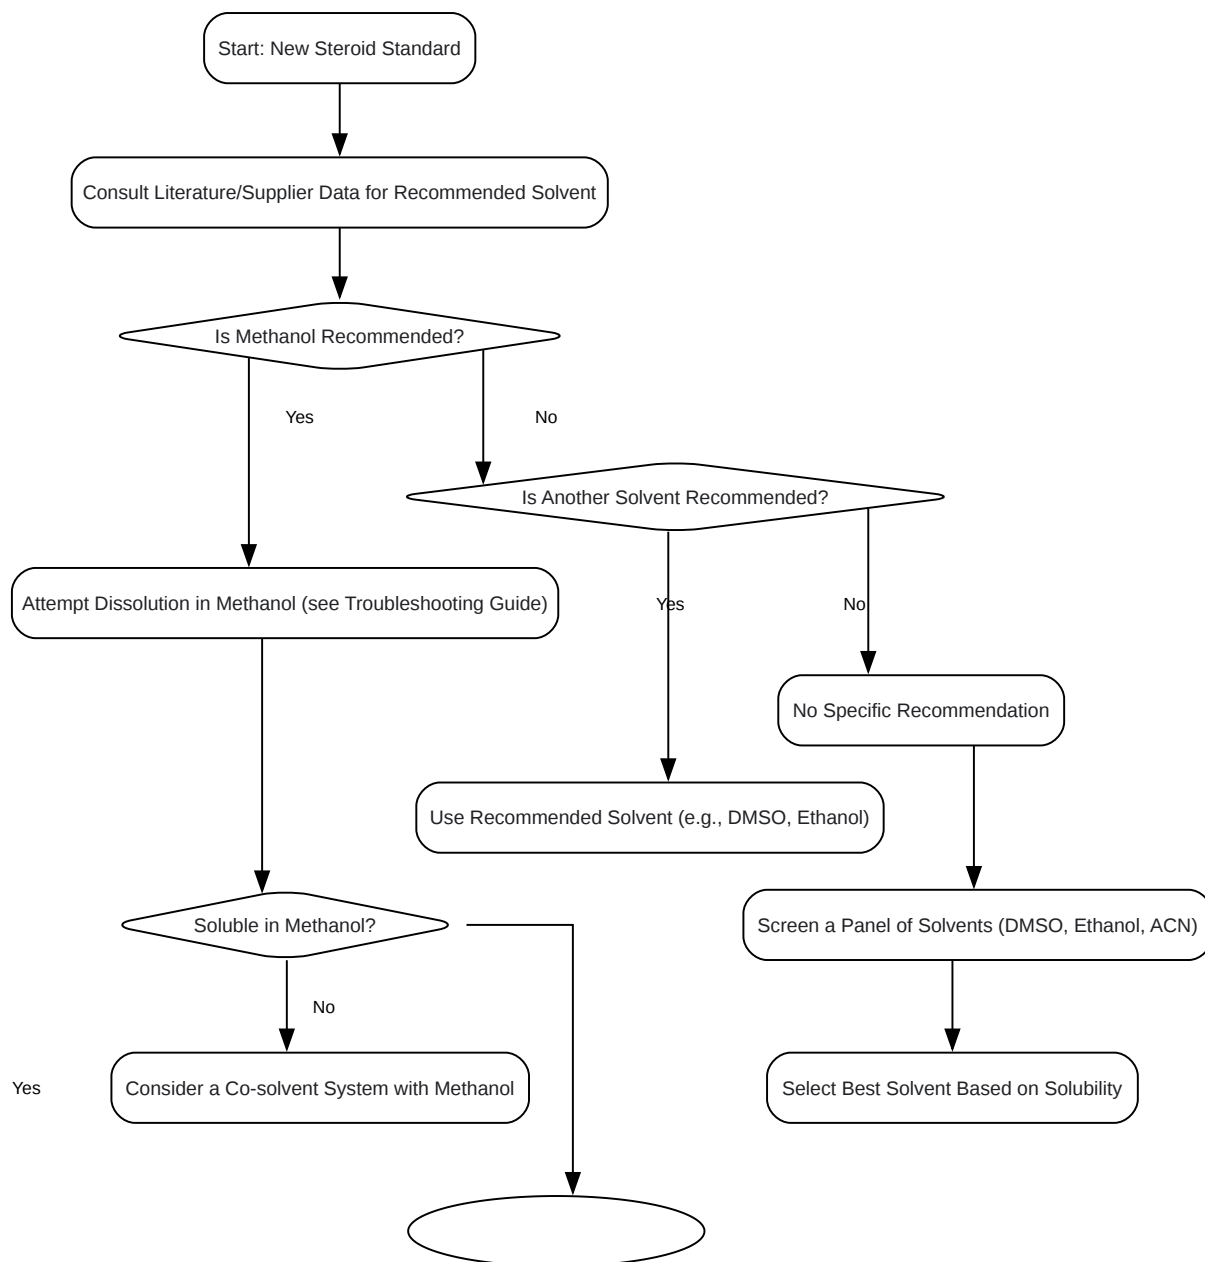 Start: New Steroid Standard
Consult Literature/Supplier Data for Recommended Solvent
Is Methanol Recommended?
Yes
No
Is Another Solvent Recommended?
Attempt Dissolution in Methanol (see Troubleshooting Guide)
Yes
No
No Specific Recommendation
Use Recommended Solvent (e.g., DMSO, Ethanol)
Soluble in Methanol?
Screen a Panel of Solvents (DMSO, Ethanol, ACN)
No
Yes
Consider a Co-solvent System with Methanol
Select Best Solvent Based on Solubility